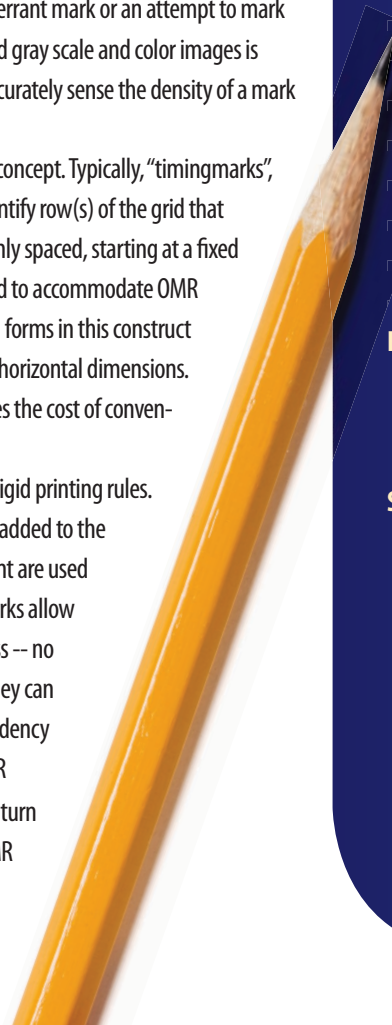 errant mark or an attempt to mark
d gray scale and color images is
curately sense the density of a mark
concept. Typically, “timingmarks”,
ntify row(s) of the grid that
nly spaced, starting at a fixed
d to accommodate OMR
forms in this construct
horizontal dimensions.
es the cost of conven-
igid printing rules.
added to the
nt are used
rks allow
ss -- no
ey can
dency
R
turn
MR